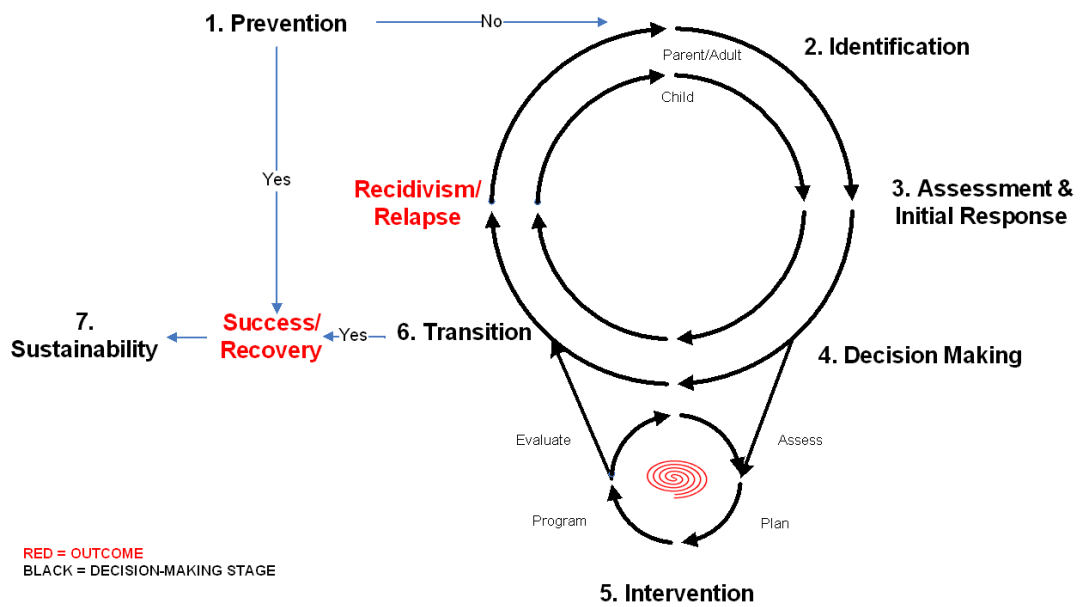 1. Prevention
No
2. Identification
Parent/Adult
Child
Yes
Recidivism/
Relapse
3. Assessment &
Initial Response
7.
Sustainability
Success/
Recovery
Yes
6. Transition
4. Decision Making
Evaluate
Assess
Program
Plan
RED = OUTCOME
BLACK = DECISION-MAKING STAGE
5. Intervention